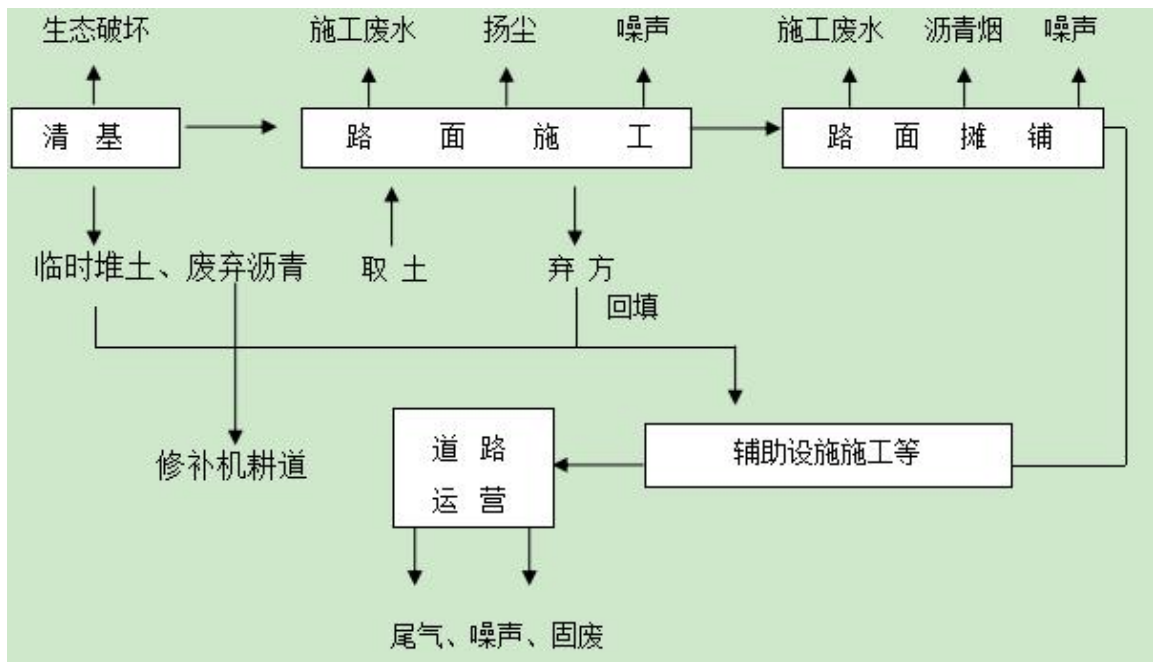 生态破坏 施工废水 扬尘 噪声 施工废水 沥青烟 噪声
清 基 路 面 施 工 路 面 摊 铺
临时堆土、废弃沥青 取 土 弃 方
回填
道 路
运 营
辅助设施施工等
修补机耕道
尾气、噪声、固废